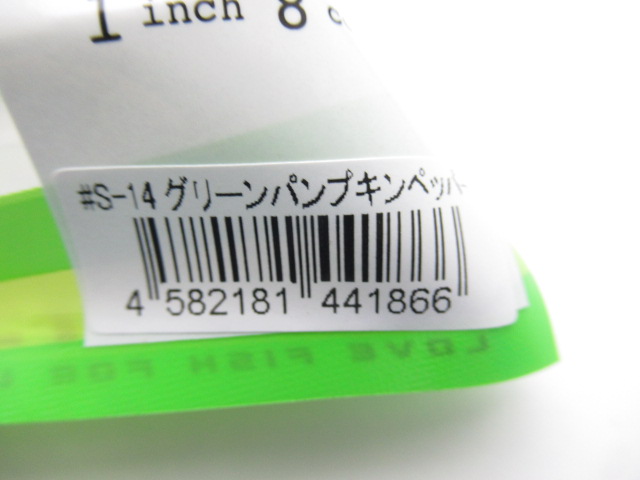 1 inch 8
#S-14 グリーンパンプキンペッパー
4 582181 441866
LOVE FISH FOR